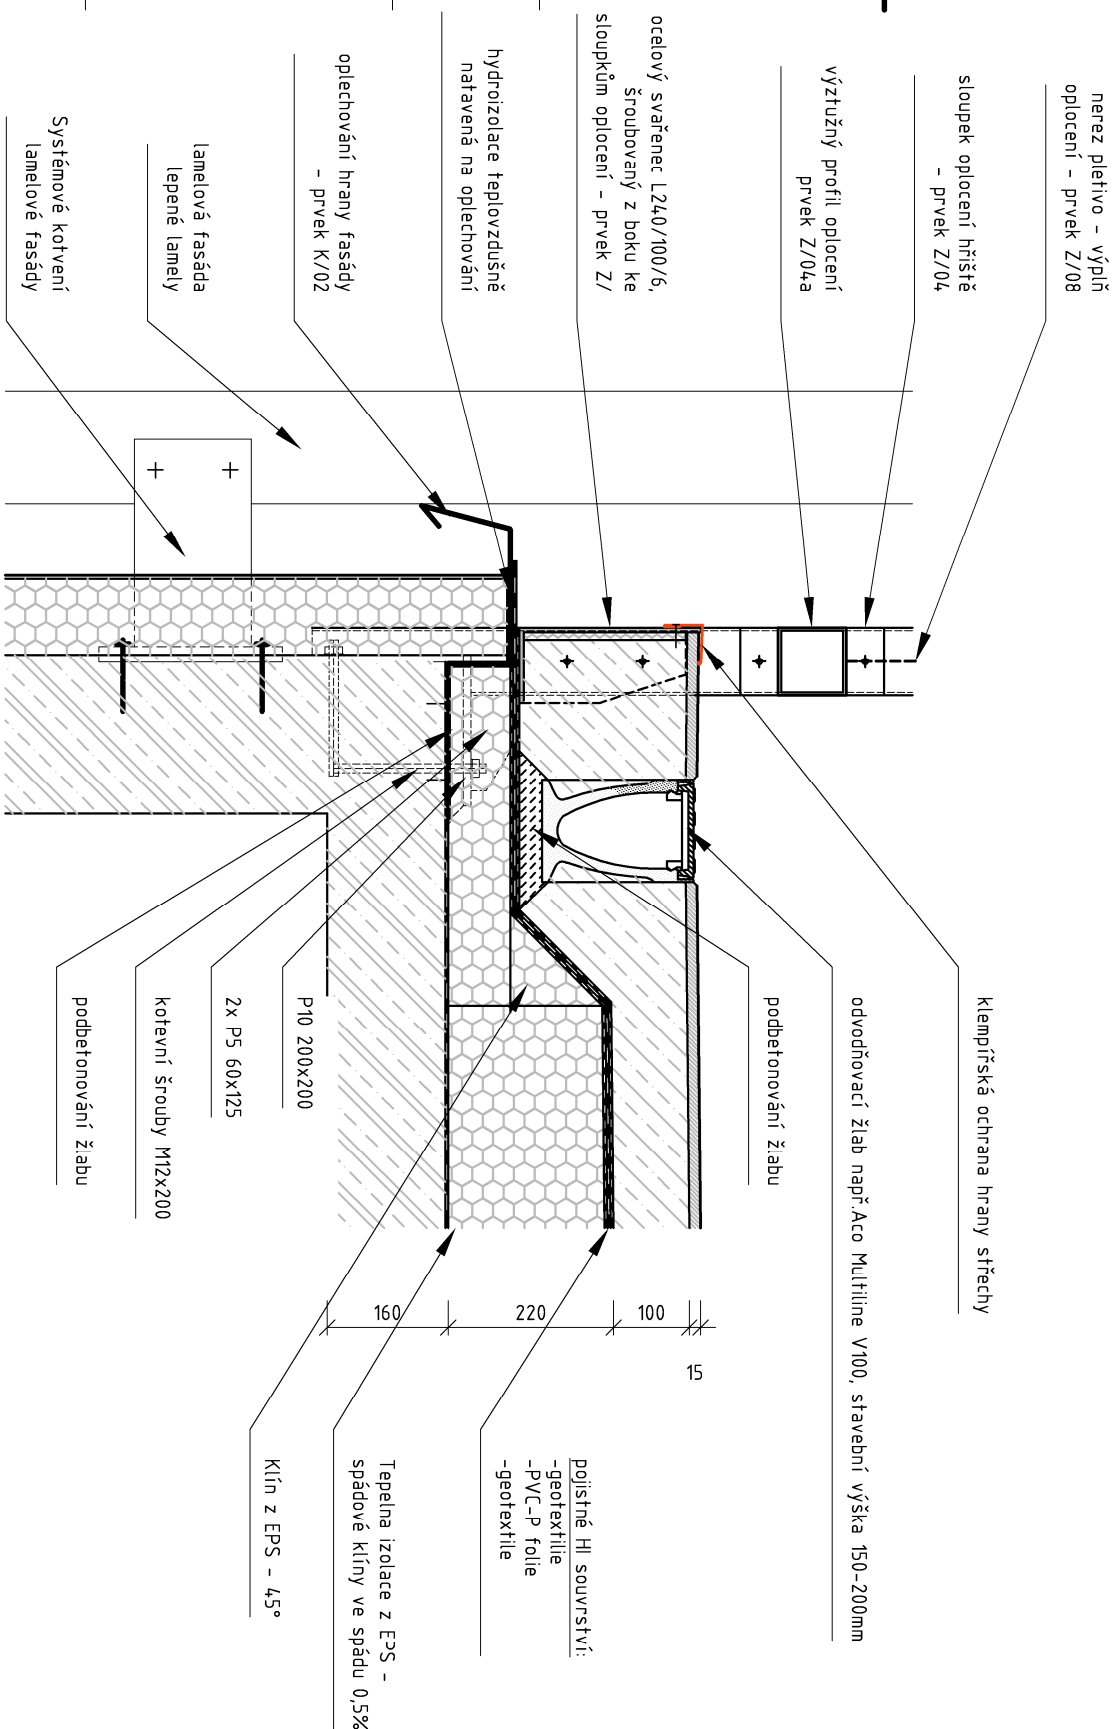 nerez pletivo - výplň
oplocení - prvek Z/08
sloupek oplocení hřiště
- prvek Z/04
výztužný profil oplocení
prvek Z/04a
ocelový svařenec L240/100/6,
šroubovaný z boku ke
sloupkům oplocení - prvek Z/
hydroizolace teplovzdušně
natavená na oplechování
oplechování hrany fasády
- prvek K/02
lamelová fasáda
lepené lamely
Systémové kotvení
lamelové fasády
klempířská ochrana hrany střechy
odvodňovací žlab např.Aco Multiline V100, stavební výška 150-200mm
podbetonování žlabu
P10 200x200
2x P5 60x125
kotevní šrouby M12x200
podbetonování žlabu
15
100
220
160
pojistné HI souvrství:
-geotextilie
-PVC-P folie
-geotextile
Tepelna izolace z EPS -
spádové klíny ve spádu 0,5%
Klín z EPS - 45°